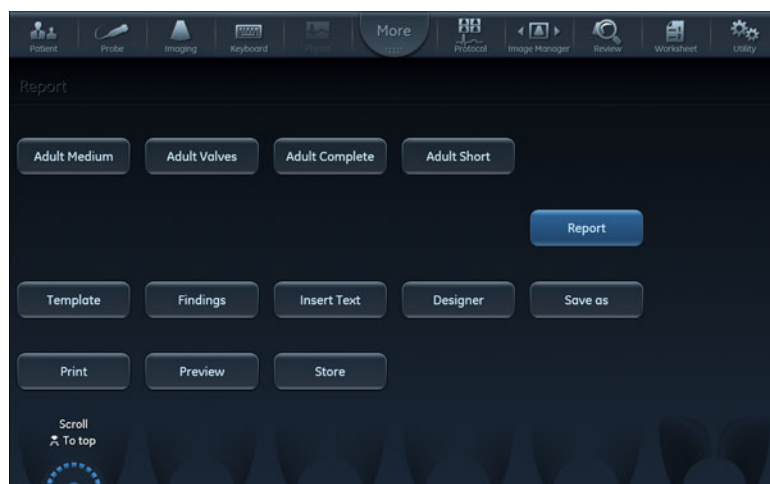 Patient
Probe
Imaging
Keyboard
Physio
More
Protocol
Image Manager
Review
Worksheet
Utility
Report
Adult Medium
Adult Valves
Adult Complete
Adult Short
Report
Template
Findings
Insert Text
Designer
Save as
Print
Preview
Store
Scroll
To top